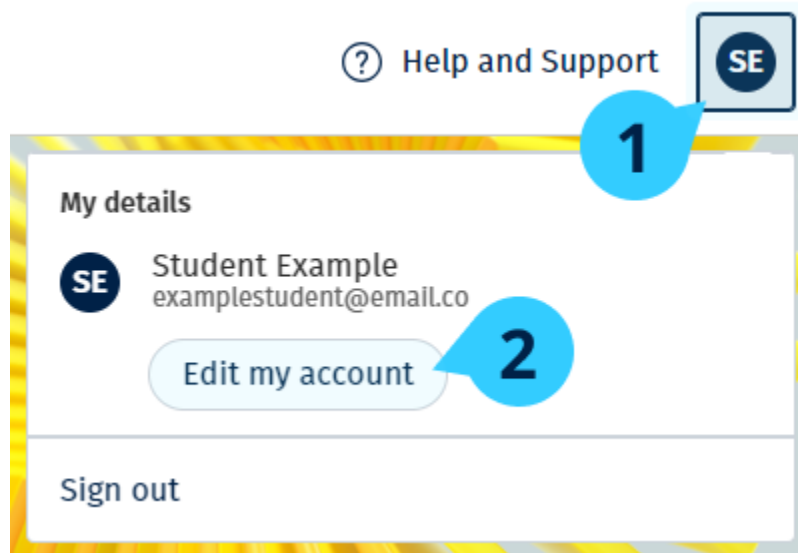 ? Help and Support SE
1
My details
SE Student Example
examplestudent@email.co
Edit my account 2
Sign out